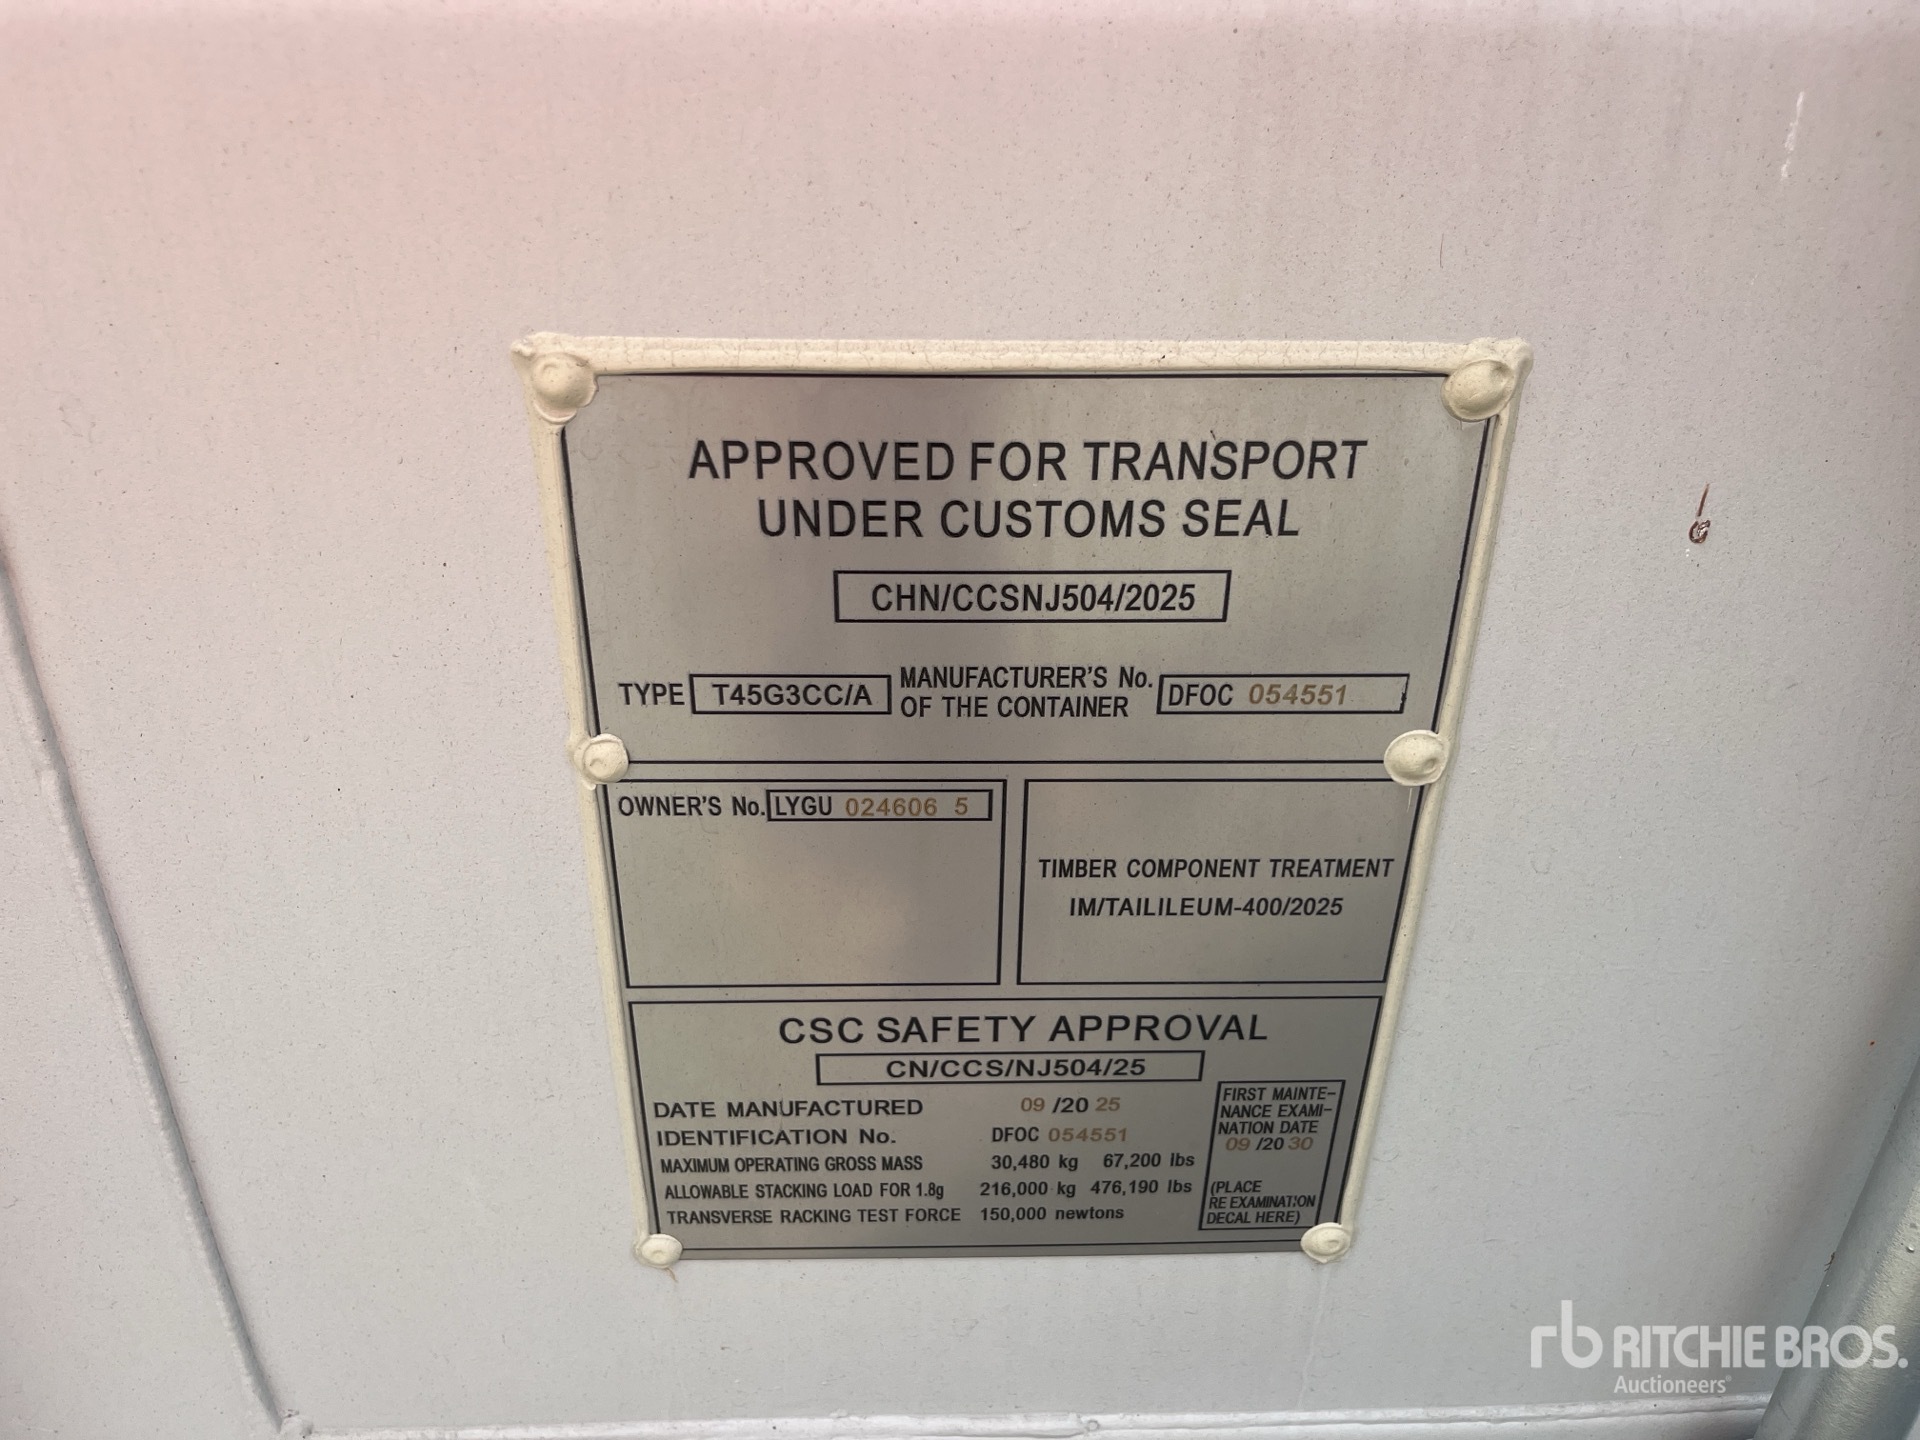 APPROVED FOR TRANSPORT
UNDER CUSTOMS SEAL
CHN/CCSNJ504/2025
TYPE T45G3CC/A MANUFACTURER'S No. OF THE CONTAINER DFOC 054551
OWNER'S No. LYGU 024606 5
TIMBER COMPONENT TREATMENT
IM/TAILILEUM-400/2025
CSC SAFETY APPROVAL
CN/CCS/NJ504/25
DATE MANUFACTURED 09 /20 25
IDENTIFICATION No. DFOC 054551
MAXIMUM OPERATING GROSS MASS 30,480 kg 67,200 lbs
ALLOWABLE STACKING LOAD FOR 1.8g 216,000 kg 476,190 lbs
TRANSVERSE RACKING TEST FORCE 150,000 newtons
FIRST MAINTE-
NANCE EXAMI-
NATION DATE
09 /20 30
(PLACE
RE EXAMINATION
DECAL HERE)
rb RITCHIE BROS.
Auctioneers